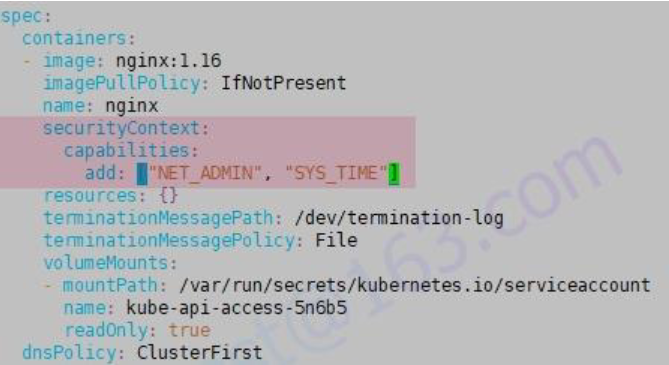 spec:
  containers:
  - image: nginx:1.16
    imagePullPolicy: IfNotPresent
    name: nginx
    securityContext:
      capabilities:
        add: ["NET_ADMIN", "SYS_TIME"]
    resources: {}
    terminationMessagePath: /dev/termination-log
    terminationMessagePolicy: File
    volumeMounts:
    - mountPath: /var/run/secrets/kubernetes.io/serviceaccount
      name: kube-api-access-5n6b5
      readOnly: true
  dnsPolicy: ClusterFirst
@163.com